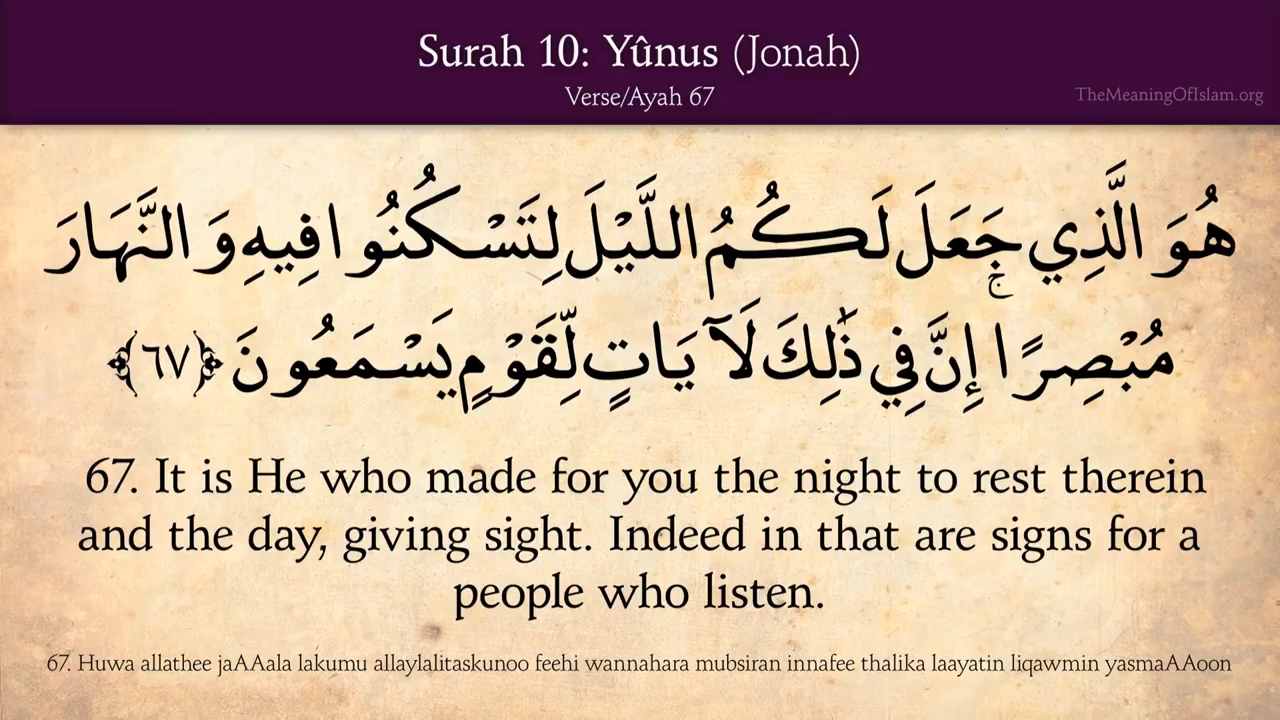 Surah 10: Yûnus (Jonah)
Verse/Ayah 67
TheMeaningOfIslam.org
هُوَ الَّذِي جَعَلَ لَكُمُ اللَّيْلَ لِتَسْكُنُوا فِيهِ وَ النَّهَارَ
مُبْصِرًا ۚ إِنَّ فِي ذَٰلِكَ لَآيَاتٍ لِّقَوْمٍ يَسْمَعُونَ ﴿٦٧﴾
67. It is He who made for you the night to rest therein
and the day, giving sight. Indeed in that are signs for a
people who listen.
67. Huwa allathee jaAAala lakumu allaylalitaskunoo feehi wannahara mubsiran innafee thalika laayatin liqawmin yasmaAAoon